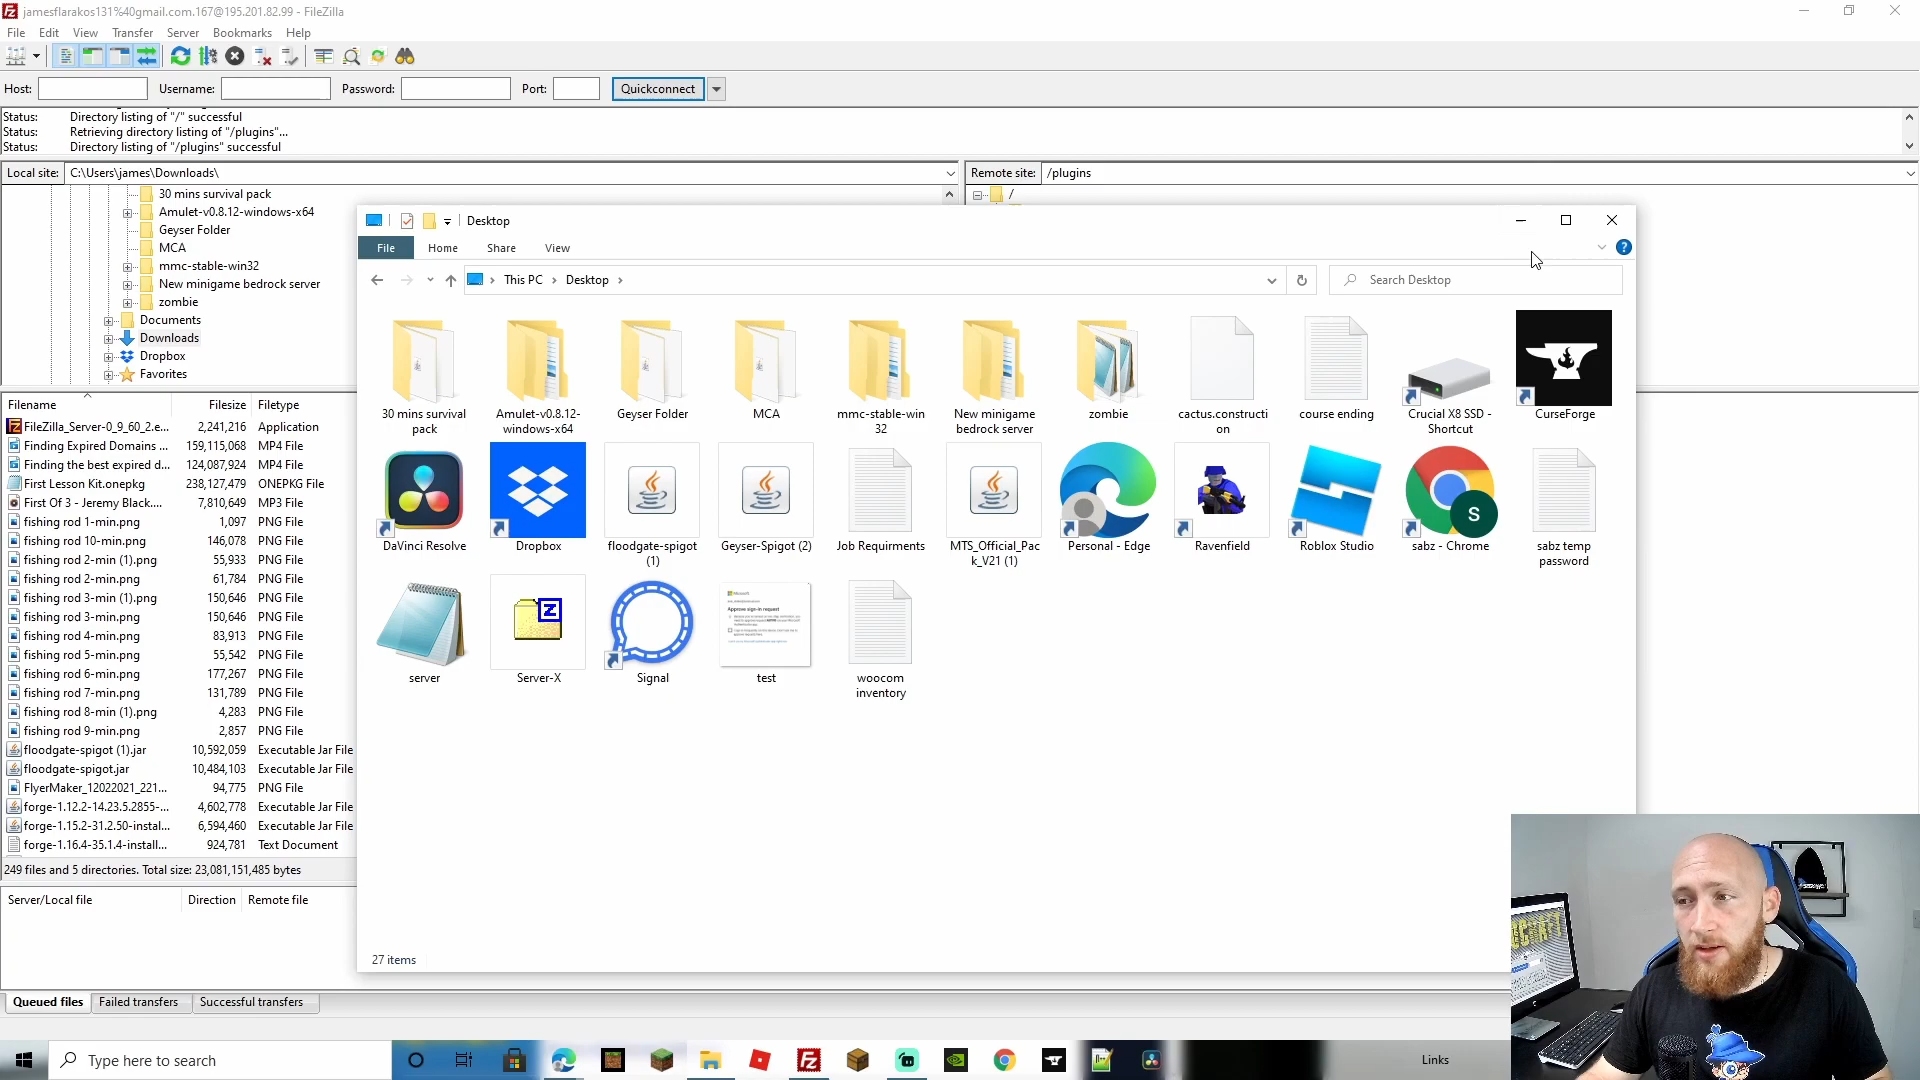 jamesflarakos131%40gmail.com.167@195.201.82.99 - FileZilla
File Edit View Transfer Server Bookmarks Help
Host: Username: Password: Port: Quickconnect
Status: Directory listing of "/" successful
Status: Retrieving directory listing of "/plugins"...
Status: Directory listing of "/plugins" successful
Local site: C:\Users\james\Downloads\
Remote site: /plugins
30 mins survival pack
Amulet-v0.8.12-windows-x64
Geyser Folder
MCA
mmc-stable-win32
New minigame bedrock server
zombie
Documents
Downloads
Dropbox
Favorites
/
Filename Filesize Filetype
FileZilla_Server-0_9_60_2.e... 2,241,216 Application
Finding Expired Domains ... 159,115,068 MP4 File
Finding the best expired d... 124,087,924 MP4 File
First Lesson Kit.onepkg 238,127,479 ONEPKG File
First Of 3 - Jeremy Black.... 7,810,649 MP3 File
fishing rod 1-min.png 1,097 PNG File
fishing rod 10-min.png 146,078 PNG File
fishing rod 2-min (1).png 55,933 PNG File
fishing rod 2-min.png 61,784 PNG File
fishing rod 3-min (1).png 150,646 PNG File
fishing rod 3-min.png 150,646 PNG File
fishing rod 4-min.png 83,913 PNG File
fishing rod 5-min.png 55,542 PNG File
fishing rod 6-min.png 177,267 PNG File
fishing rod 7-min.png 131,789 PNG File
fishing rod 8-min (1).png 4,283 PNG File
fishing rod 9-min.png 2,857 PNG File
floodgate-spigot (1).jar 10,592,059 Executable Jar File
floodgate-spigot.jar 10,484,103 Executable Jar File
FlyerMaker_12022021_221... 94,775 PNG File
forge-1.12.2-14.23.5.2855-... 4,602,778 Executable Jar File
forge-1.15.2-31.2.50-instal... 6,594,460 Executable Jar File
forge-1.16.4-35.1.4-install... 924,781 Text Document
249 files and 5 directories. Total size: 23,081,151,485 bytes
Server/Local file Direction Remote file
Queued files Failed transfers Successful transfers
Desktop
File Home Share View
This PC > Desktop >
Search Desktop
30 mins survival pack
Amulet-v0.8.12-windows-x64
Geyser Folder
MCA
mmc-stable-win32
New minigame bedrock server
zombie
cactus.construction
course ending
Crucial X8 SSD - Shortcut
CurseForge
DaVinci Resolve
Dropbox
floodgate-spigot (1)
Geyser-Spigot (2)
Job Requirments
MTS_Official_Pack_V21 (1)
Personal - Edge
Ravenfield
Roblox Studio
S
sabz - Chrome
sabz temp password
server
Z
Server-X
Signal
Microsoft
Approve sign-in request
test
woocom inventory
27 items
Type here to search
Links